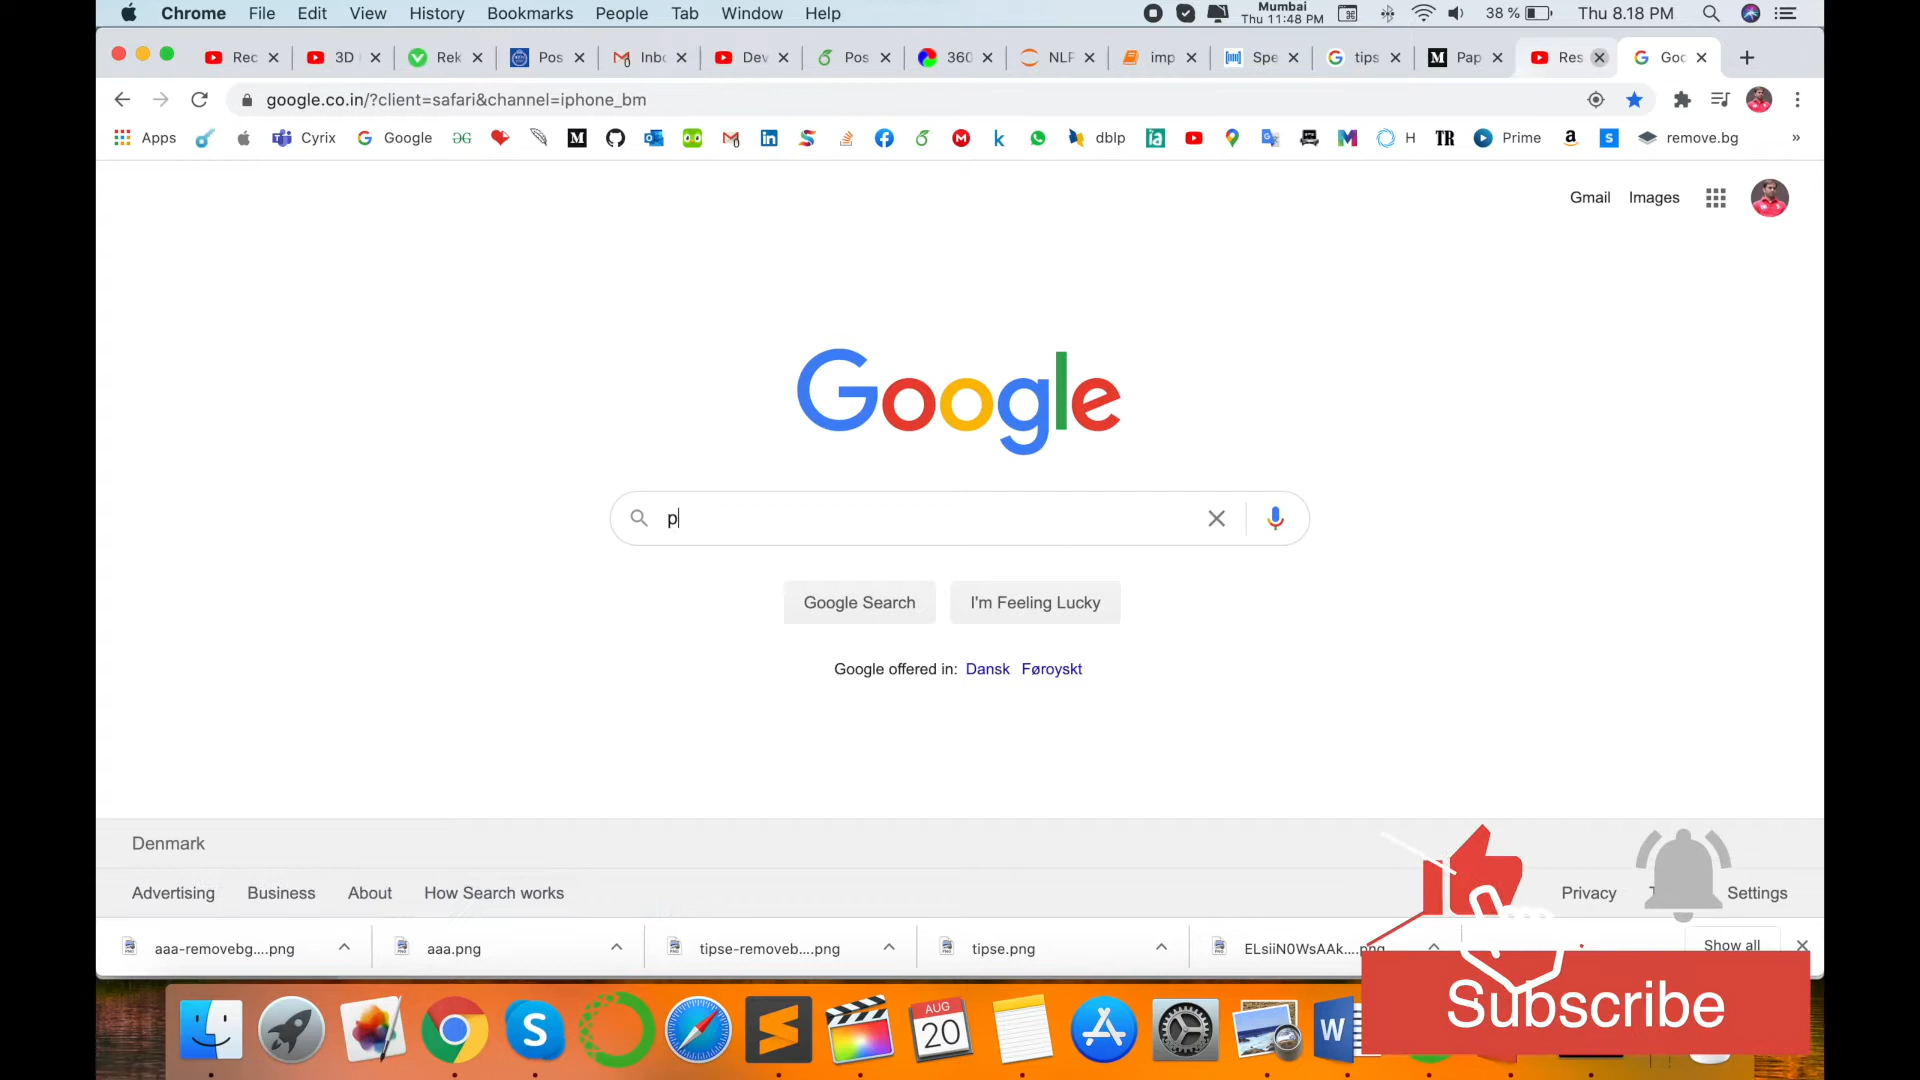 Chrome File Edit View History Bookmarks People Tab Window Help Mumbai Thu 11:48 PM 38 % Thu 8.18 PM
Rec 3D Rek Pos Inbc Dev Pos 360 NLF imp Spe tips Pap Res Goc
google.co.in/?client=safari&channel=iphone_bm
Apps Cyrix Google dblp H TR Prime remove.bg »
Gmail Images
Google
p
Google Search I'm Feeling Lucky
Google offered in: Dansk Føroyskt
Denmark
Advertising Business About How Search works Privacy Settings
aaa-removebg....png aaa.png tipse-removeb....png tipse.png ELsiiN0WsAAk....png Show all
AUG
20
Subscribe